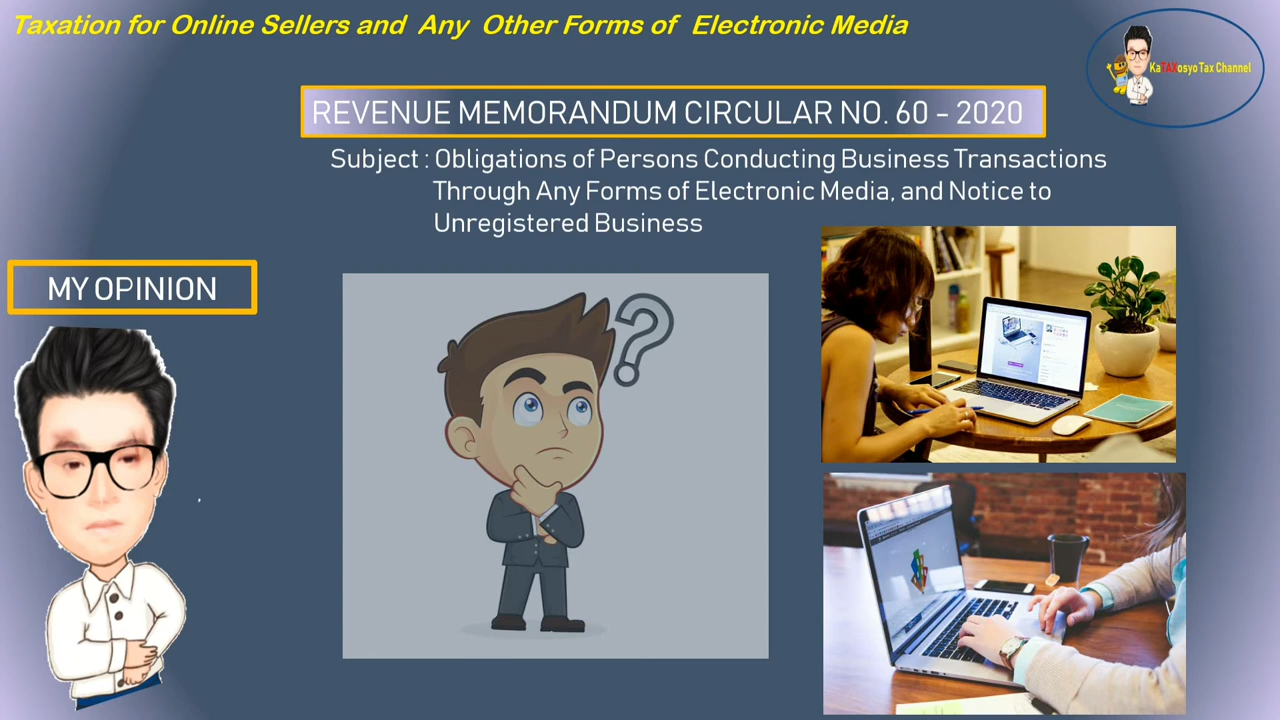 Taxation for Online Sellers and Any Other Forms of Electronic Media
KaTAXosyo Tax Channel
REVENUE MEMORANDUM CIRCULAR NO. 60 - 2020
Subject : Obligations of Persons Conducting Business Transactions
Through Any Forms of Electronic Media, and Notice to
Unregistered Business
MY OPINION